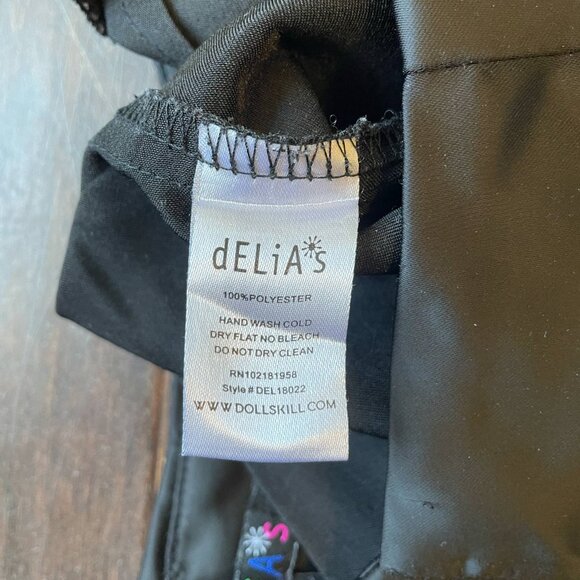 dELiA*s
100%POLYESTER
HAND WASH COLD
DRY FLAT NO BLEACH
DO NOT DRY CLEAN
RN102181958
Style # DEL18022
WWW.DOLLSKILL.COM
A*S